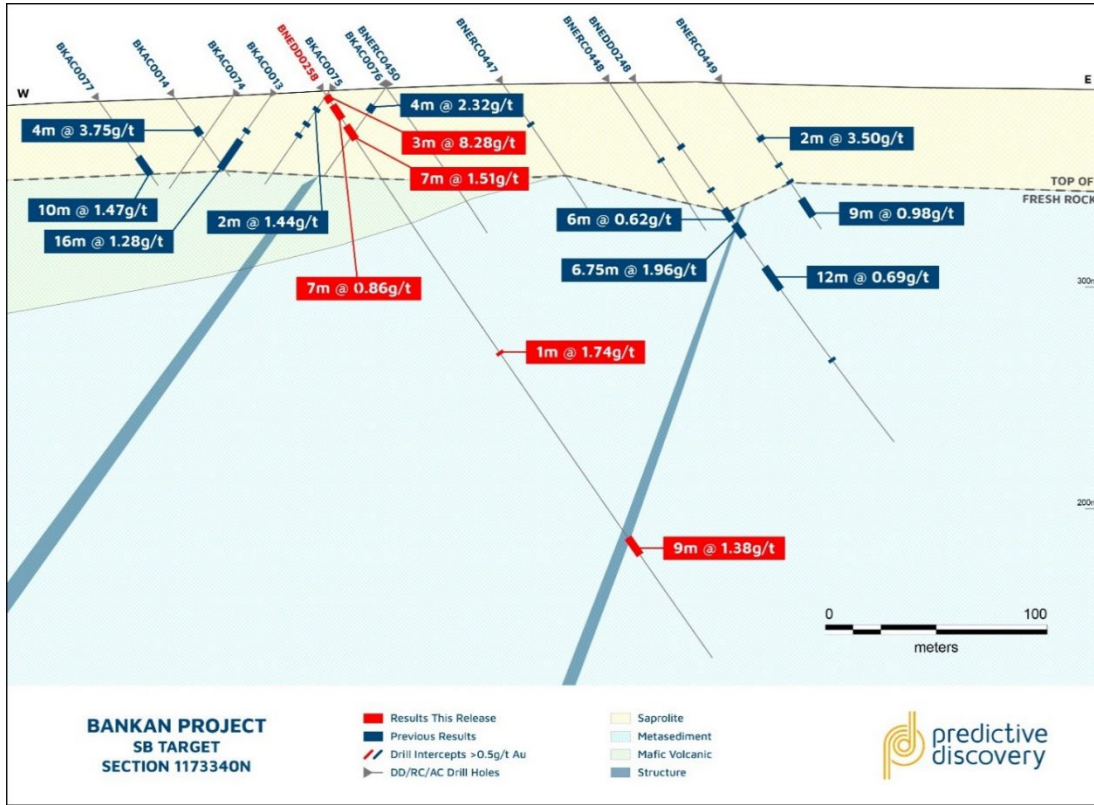 BKAC0077
BKAC0014
BKAC0074
BKAC0013
BNEDD0258
BKAC0075
BKAC0076
BNERC0450
BNERC0447
BNERC0448
BNEDD0248
BNERC0449
W
E
4m @ 3.75g/t
4m @ 2.32g/t
3m @ 8.28g/t
2m @ 3.50g/t
7m @ 1.51g/t
TOP OF
FRESH ROCK
10m @ 1.47g/t
2m @ 1.44g/t
6m @ 0.62g/t
9m @ 0.98g/t
16m @ 1.28g/t
6.75m @ 1.96g/t
12m @ 0.69g/t
7m @ 0.86g/t
300m
1m @ 1.74g/t
200m
9m @ 1.38g/t
0 100
meters
BANKAN PROJECT
SB TARGET
SECTION 1173340N
Results This Release
Previous Results
Drill Intercepts >0.5g/t Au
DD/RC/AC Drill Holes
Saprolite
Metasediment
Mafic Volcanic
Structure
predictive
discovery